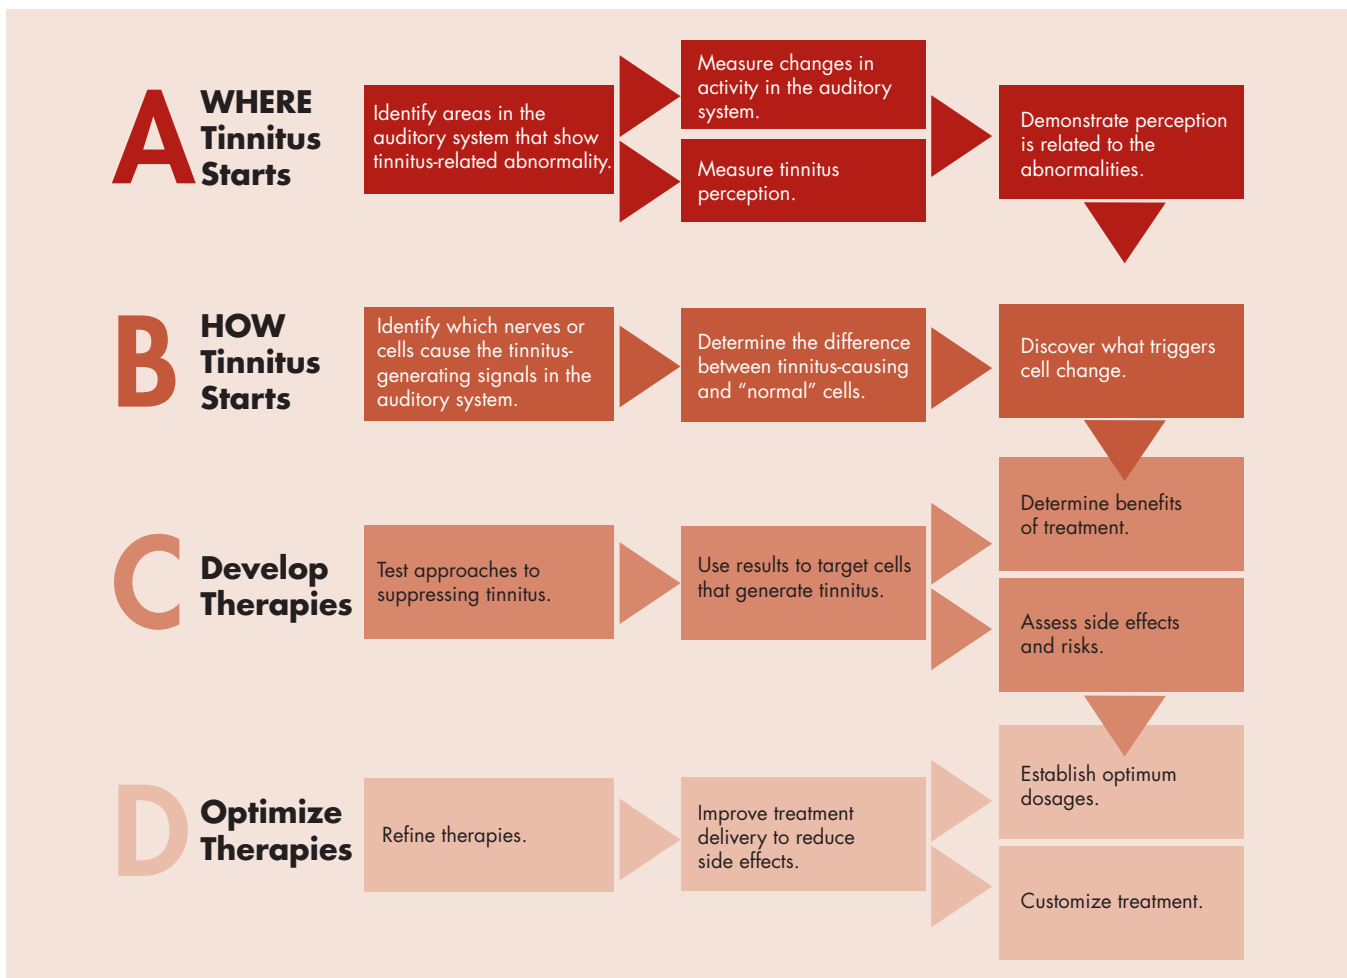 A
WHERE
Tinnitus
Starts
Identify areas in the
auditory system that show
tinnitus-related abnormality.
Measure changes in
activity in the auditory
system.
Measure tinnitus
perception.
Demonstrate perception
is related to the
abnormalities.
B
HOW
Tinnitus
Starts
Identify which nerves or
cells cause the tinnitus-
generating signals in the
auditory system.
Determine the difference
between tinnitus-causing
and “normal” cells.
Discover what triggers
cell change.
C
Develop
Therapies
Test approaches to
suppressing tinnitus.
Use results to target cells
that generate tinnitus.
Determine benefits
of treatment.
Assess side effects
and risks.
D
Optimize
Therapies
Refine therapies.
Improve treatment
delivery to reduce
side effects.
Establish optimum
dosages.
Customize treatment.